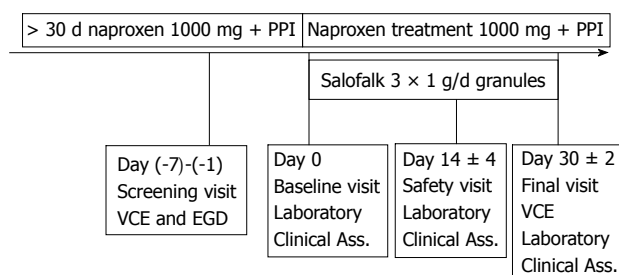 > 30 d naproxen 1000 mg + PPI
Naproxen treatment 1000 mg + PPI
Salofalk 3 × 1 g/d granules
Day (-7)-(-1)
Screening visit
VCE and EGD
Day 0
Baseline visit
Laboratory
Clinical Ass.
Day 14 ± 4
Safety visit
Laboratory
Clinical Ass.
Day 30 ± 2
Final visit
VCE
Laboratory
Clinical Ass.